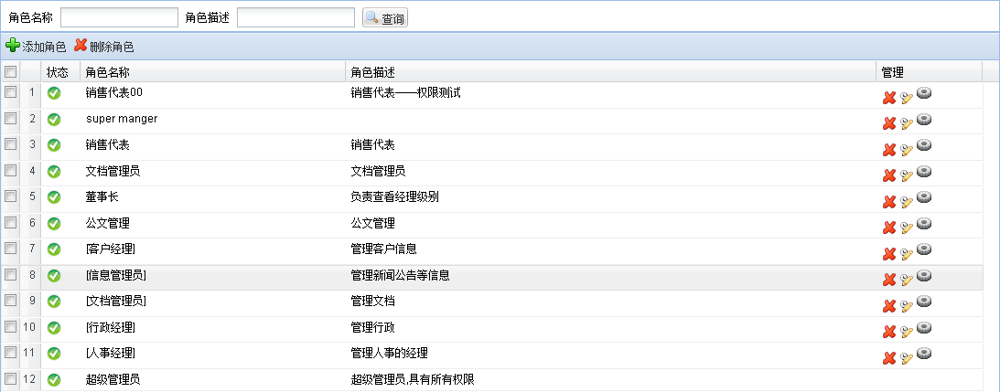 角色名称 角色描述 查询
添加角色 删除角色
状态 角色名称 角色描述 管理
1 销售代表00 销售代表——权限测试
2 super manger
3 销售代表 销售代表
4 文档管理员 文档管理员
5 董事长 负责查看经理级别
6 公文管理 公文管理
7 [客户经理] 管理客户信息
8 [信息管理员] 管理新闻公告等信息
9 [文档管理员] 管理文档
10 [行政经理] 管理行政
11 [人事经理] 管理人事的经理
12 超级管理员 超级管理员,具有所有权限